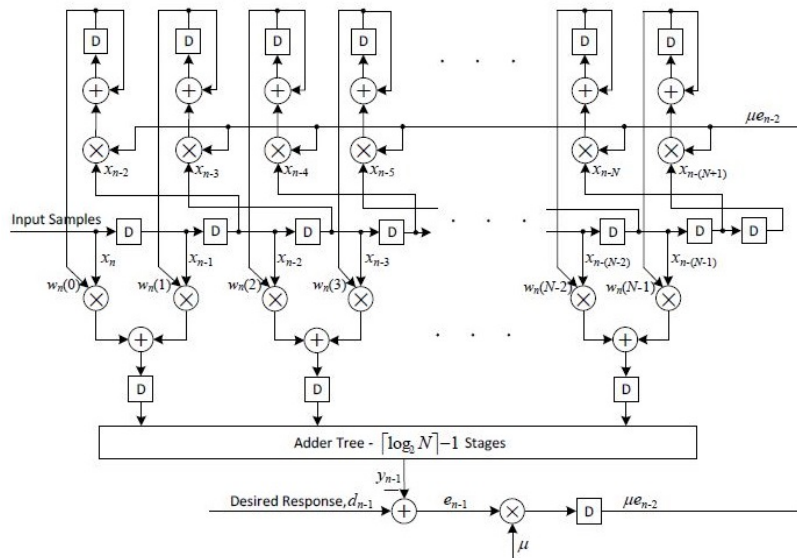 D D D D . . . D D
+ + + + . . . + +
μe_{n-2}
× × × × × ×
x_{n-2} x_{n-3} x_{n-4} x_{n-5} x_{n-N} x_{n-(N+1)}
Input Samples D D D D . . . D D D
x_n x_{n-1} x_{n-2} x_{n-3} x_{n-(N-2)} x_{n-(N-1)}
w_n(0) w_n(1) w_n(2) w_n(3) w_n(N-2) w_n(N-1)
× × × × × ×
+ + . . . +
D D D
Adder Tree - ⌈log₂ N⌉-1 Stages
y_{n-1}
−
Desired Response, d_{n-1} + e_{n-1} × D μe_{n-2}
μ